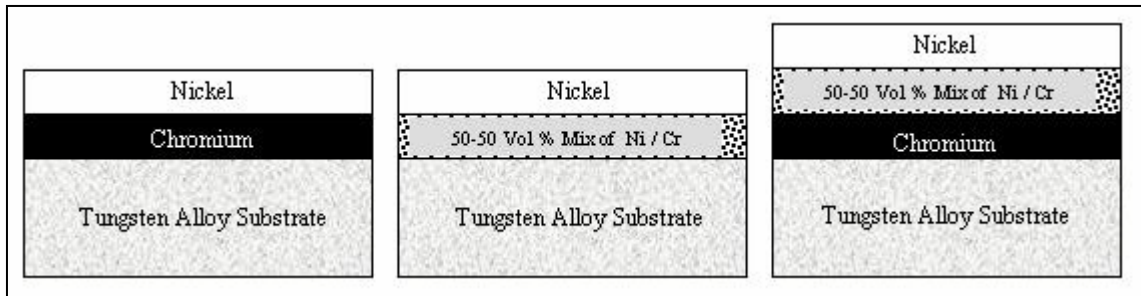 Nickel
Chromium
Tungsten Alloy Substrate
Nickel
50-50 Vol % Mix of Ni / Cr
Tungsten Alloy Substrate
Nickel
50-50 Vol % Mix of Ni / Cr
Chromium
Tungsten Alloy Substrate